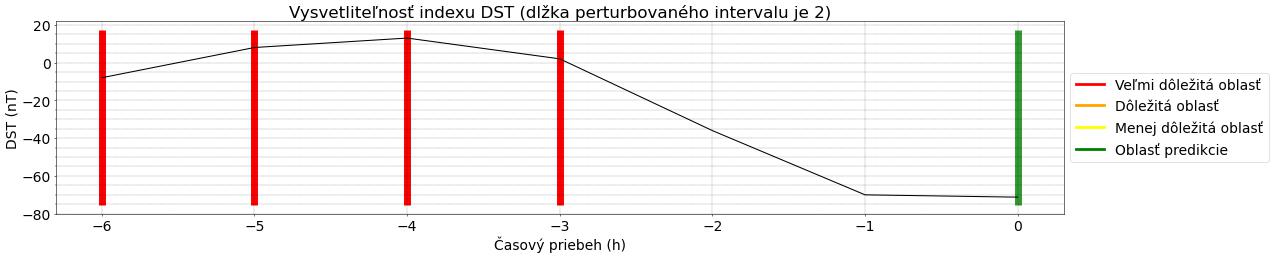 Vysvetliteľnosť indexu DST (dĺžka perturbovaného intervalu je 2)
20
0
−20
−40
−60
−80
DST (nT)
−6 −5 −4 −3 −2 −1 0
Časový priebeh (h)
Veľmi dôležitá oblasť
Dôležitá oblasť
Menej dôležitá oblasť
Oblasť predikcie